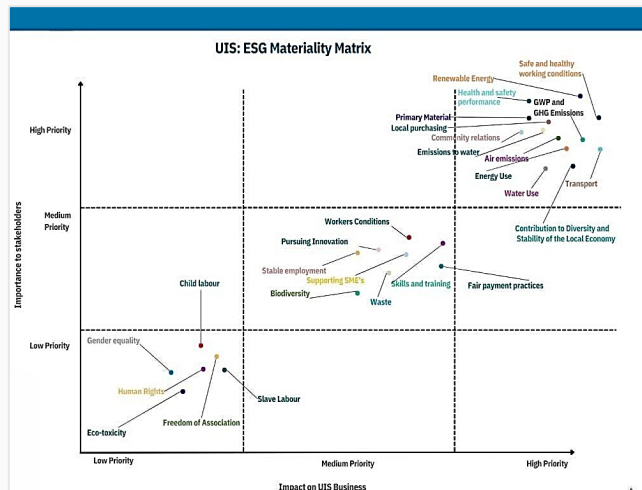 UIS: ESG Materiality Matrix
Safe and healthy
working conditions
Renewable Energy
Health and safety
performance
GWP and
GHG Emissions
Primary Material
Local purchasing
Community relations
Emissions to water
Air emissions
Energy Use
Water Use
Transport
Contribution to Diversity and
Stability of the Local Economy
High Priority
Medium
Priority
Low Priority
Importance to stakeholders
Workers Conditions
Pursuing Innovation
Stable employment
Supporting SME's
Biodiversity
Waste
Skills and training
Fair payment practices
Child labour
Gender equality
Human Rights
Slave Labour
Freedom of Association
Eco-toxicity
Low Priority
Medium Priority
High Priority
Impact on UIS Business